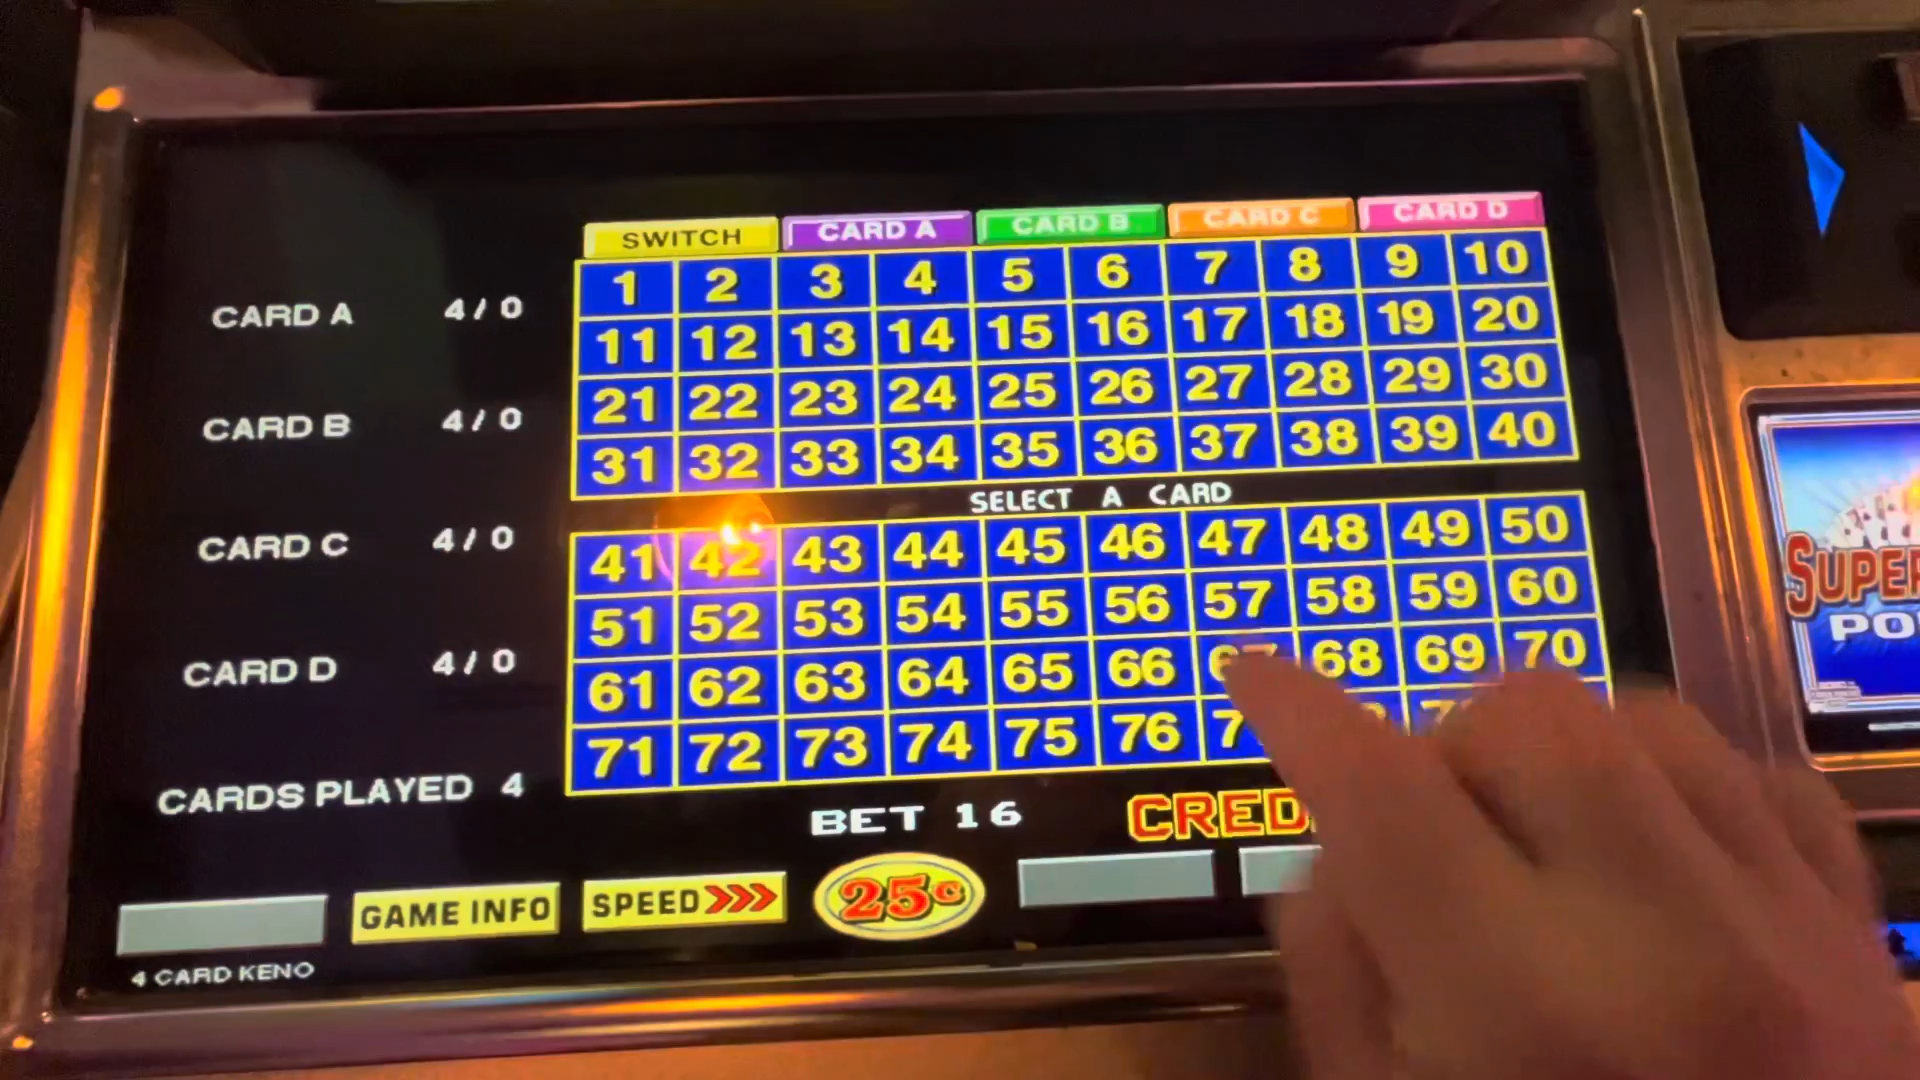 SWITCH CARD A CARD B CARD C CARD D
1 2 3 4 5 6 7 8 9 10
CARD A 4/0
11 12 13 14 15 16 17 18 19 20
21 22 23 24 25 26 27 28 29 30
CARD B 4/0
31 32 33 34 35 36 37 38 39 40
SELECT A CARD
CARD C 4/0
41 42 43 44 45 46 47 48 49 50
51 52 53 54 55 56 57 58 59 60
CARD D 4/0
61 62 63 64 65 66 67 68 69 70
71 72 73 74 75 76
CARDS PLAYED 4
BET 16
GAME INFO SPEED 25¢
4 CARD KENO
SUPER